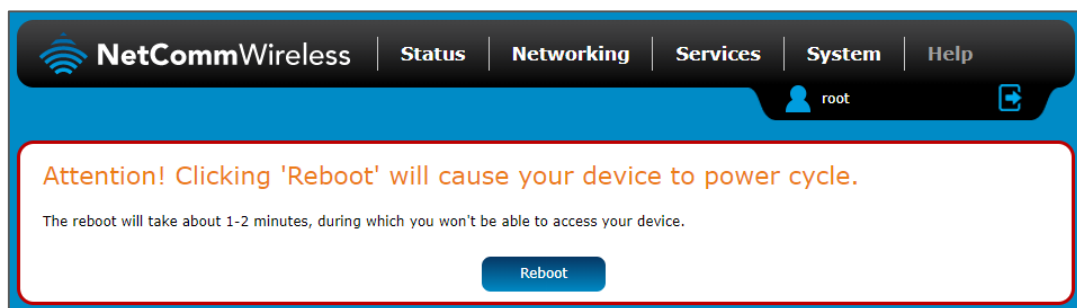 NetCommWireless Status Networking Services System Help
root
Attention! Clicking 'Reboot' will cause your device to power cycle.
The reboot will take about 1-2 minutes, during which you won't be able to access your device.
Reboot